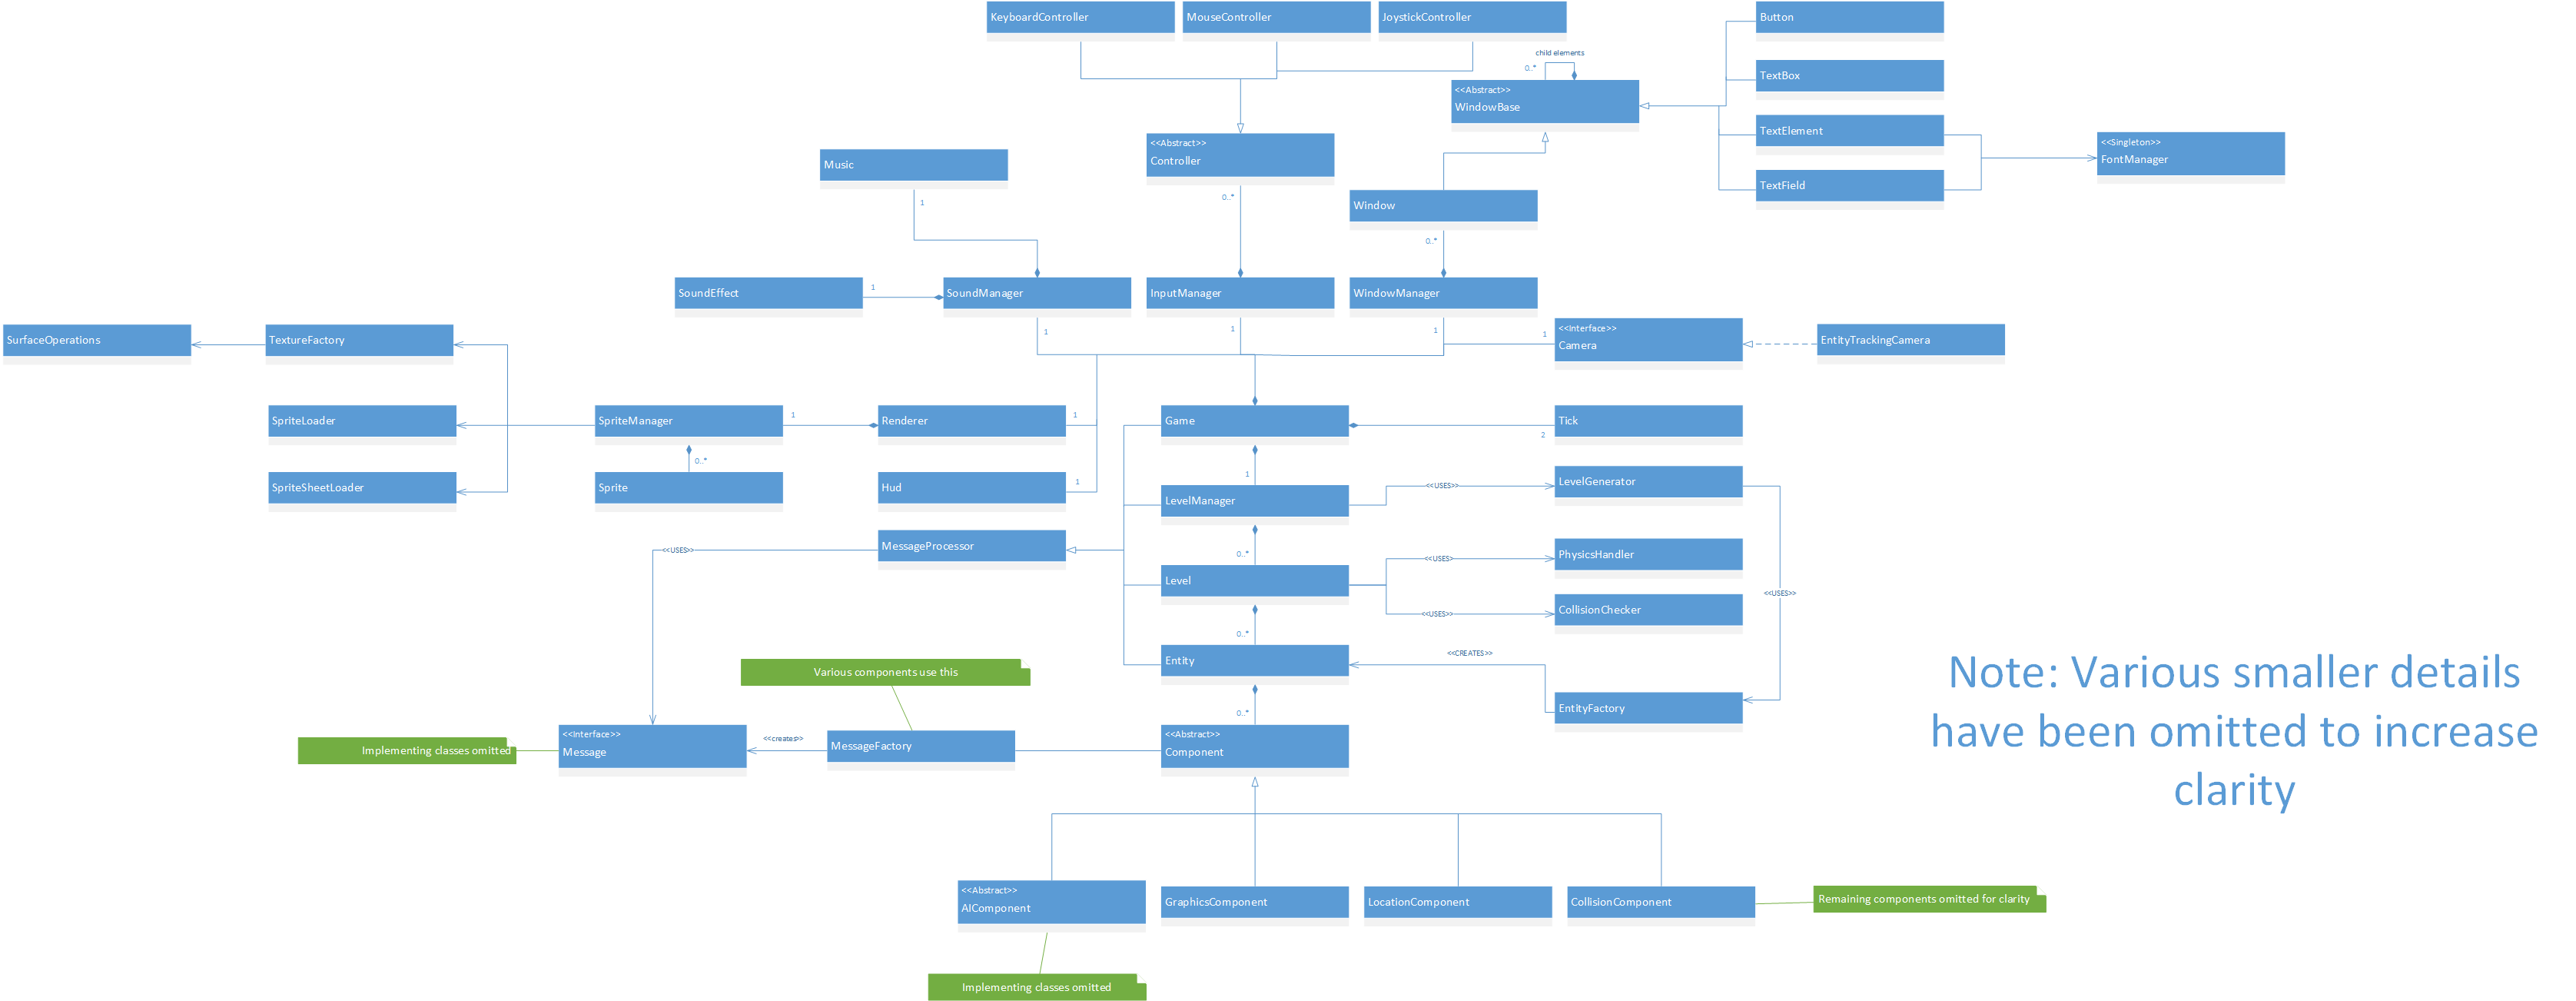 KeyboardController
MouseController
JoystickController
Button
child elements
0..*
TextBox
<<Abstract>>
WindowBase
TextElement
<<Singleton>>
FontManager
<<Abstract>>
Controller
Music
TextField
0..*
1
Window
0..*
SoundEffect
1
SoundManager
InputManager
WindowManager
1
1
1
1
<<Interface>>
Camera
EntityTrackingCamera
SurfaceOperations
TextureFactory
SpriteLoader
SpriteManager
1
Renderer
1
Game
2
Tick
0..*
1
SpriteSheetLoader
Sprite
Hud
1
LevelManager
<<USES>>
LevelGenerator
MessageProcessor
<<USES>>
0..*
<<USES>
PhysicsHandler
Level
<<USES>>
<<USES>>
CollisionChecker
0..*
Entity
<<CREATES>>
Various components use this
EntityFactory
0..*
Note: Various smaller details
have been omitted to increase
clarity
Implementing classes omitted
<<Interface>>
Message
<<creates>>
MessageFactory
<<Abstract>>
Component
<<Abstract>>
AIComponent
GraphicsComponent
LocationComponent
CollisionComponent
Remaining components omitted for clarity
Implementing classes omitted